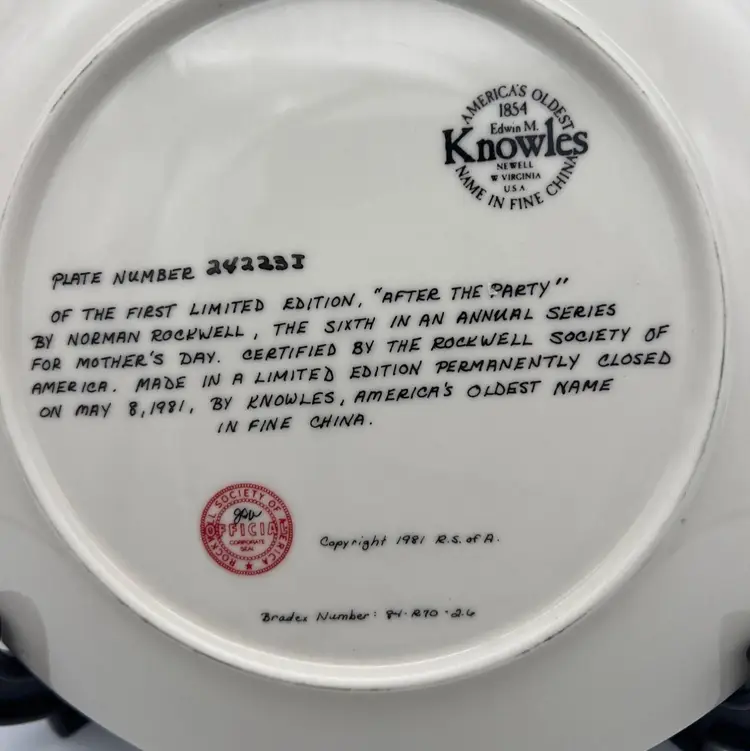 AMERICA'S OLDEST
1854
Edwin M.
Knowles
NEWELL
W VIRGINIA
USA
NAME IN FINE CHINA
PLATE NUMBER 24223I
OF THE FIRST LIMITED EDITION, "AFTER THE PARTY"
BY NORMAN ROCKWELL, THE SIXTH IN AN ANNUAL SERIES
FOR MOTHER'S DAY. CERTIFIED BY THE ROCKWELL SOCIETY OF
AMERICA. MADE IN A LIMITED EDITION PERMANENTLY CLOSED
ON MAY 8, 1981, BY KNOWLES, AMERICA'S OLDEST NAME
IN FINE CHINA.
ROCKWELL SOCIETY OF AMERICA
OFFICIAL
CORPORATE
SEAL
Copyright 1981 R.S. of A.
Bradex Number: 84-R70-2.6